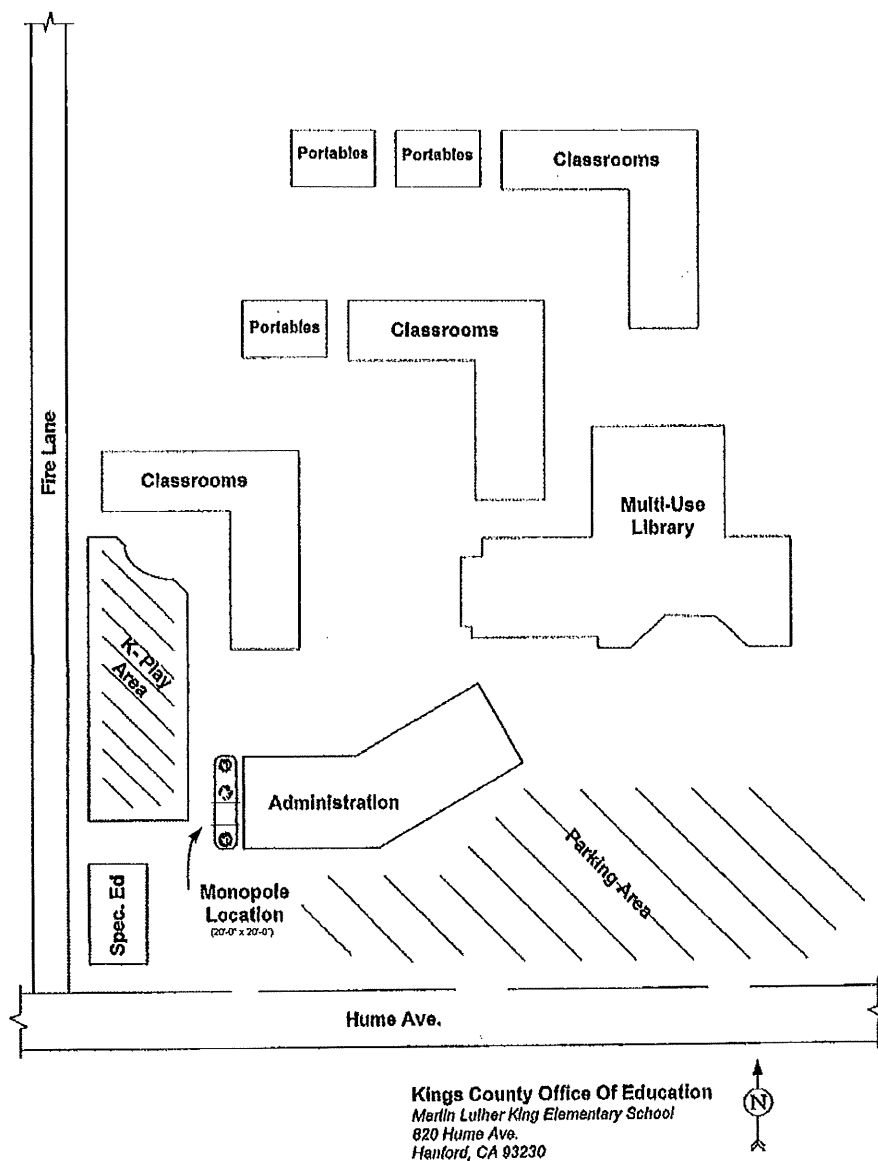 Portables
Portables
Classrooms
Portables
Classrooms
Fire Lane
Classrooms
Multi-Use
Library
K- Play
Area
Administration
Parking Area
Spec. Ed
Monopole
Location
(20'-0" x 20'-0")
Hume Ave.
Kings County Office Of Education
Martin Luther King Elementary School
820 Hume Ave.
Hanford, CA 93230
N